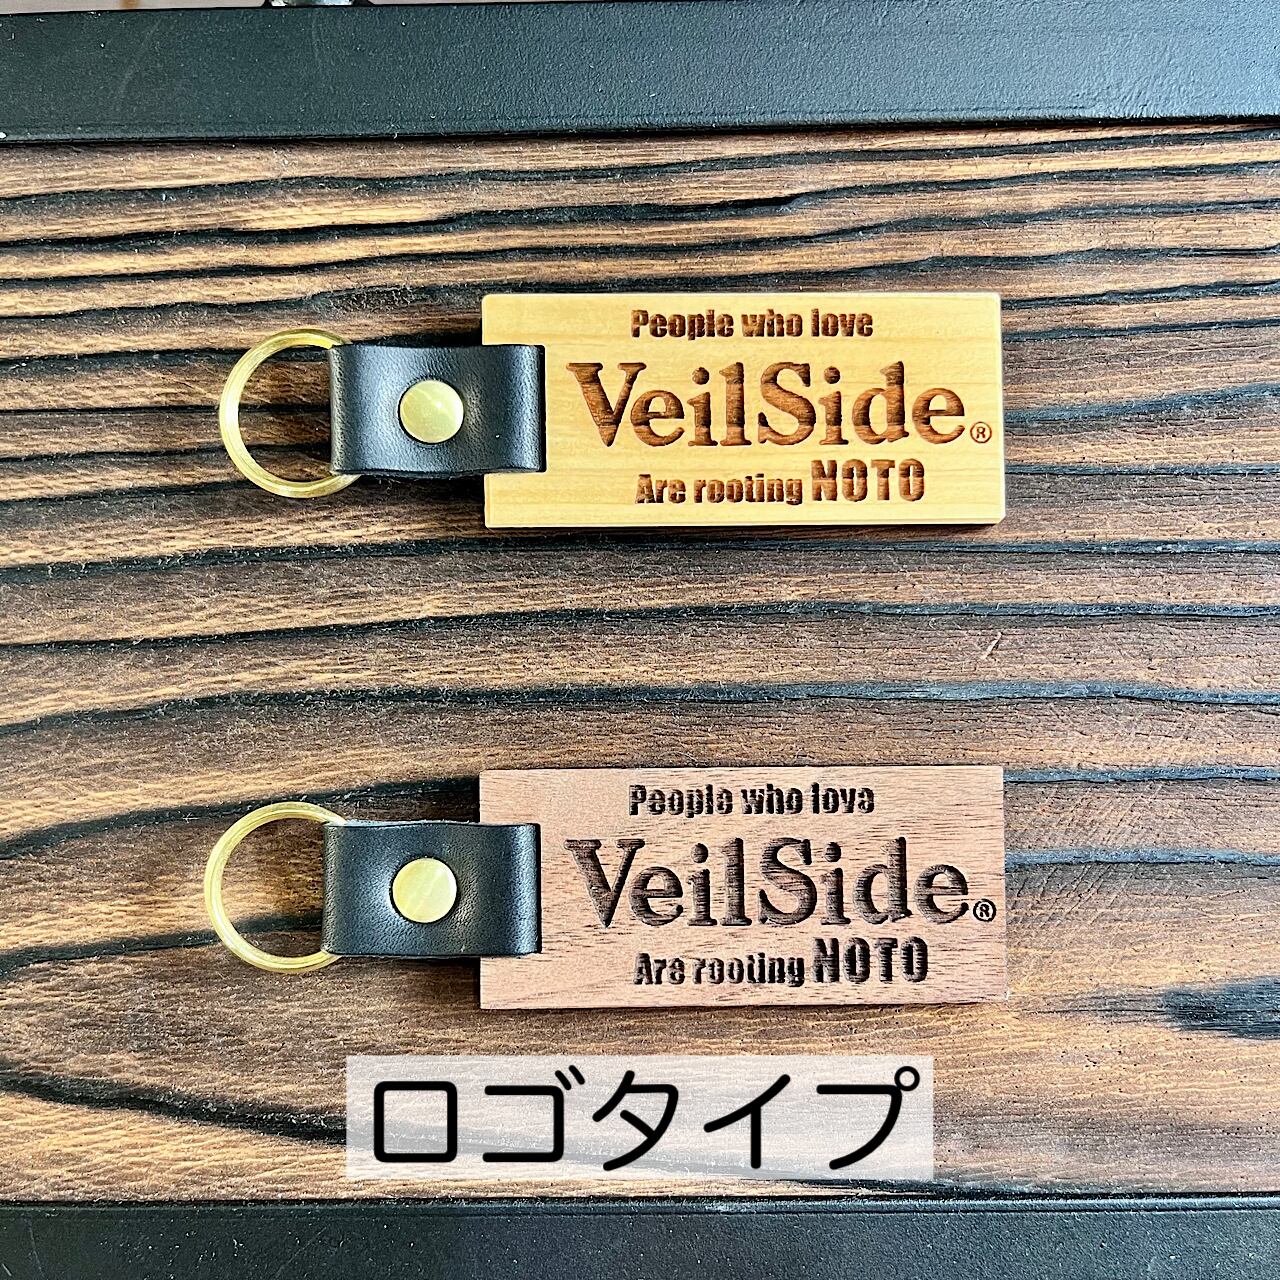 People who love
VeilSide®
Are rooting NOTO
People who love
VeilSide®
Are rooting NOTO
ロゴタイプ